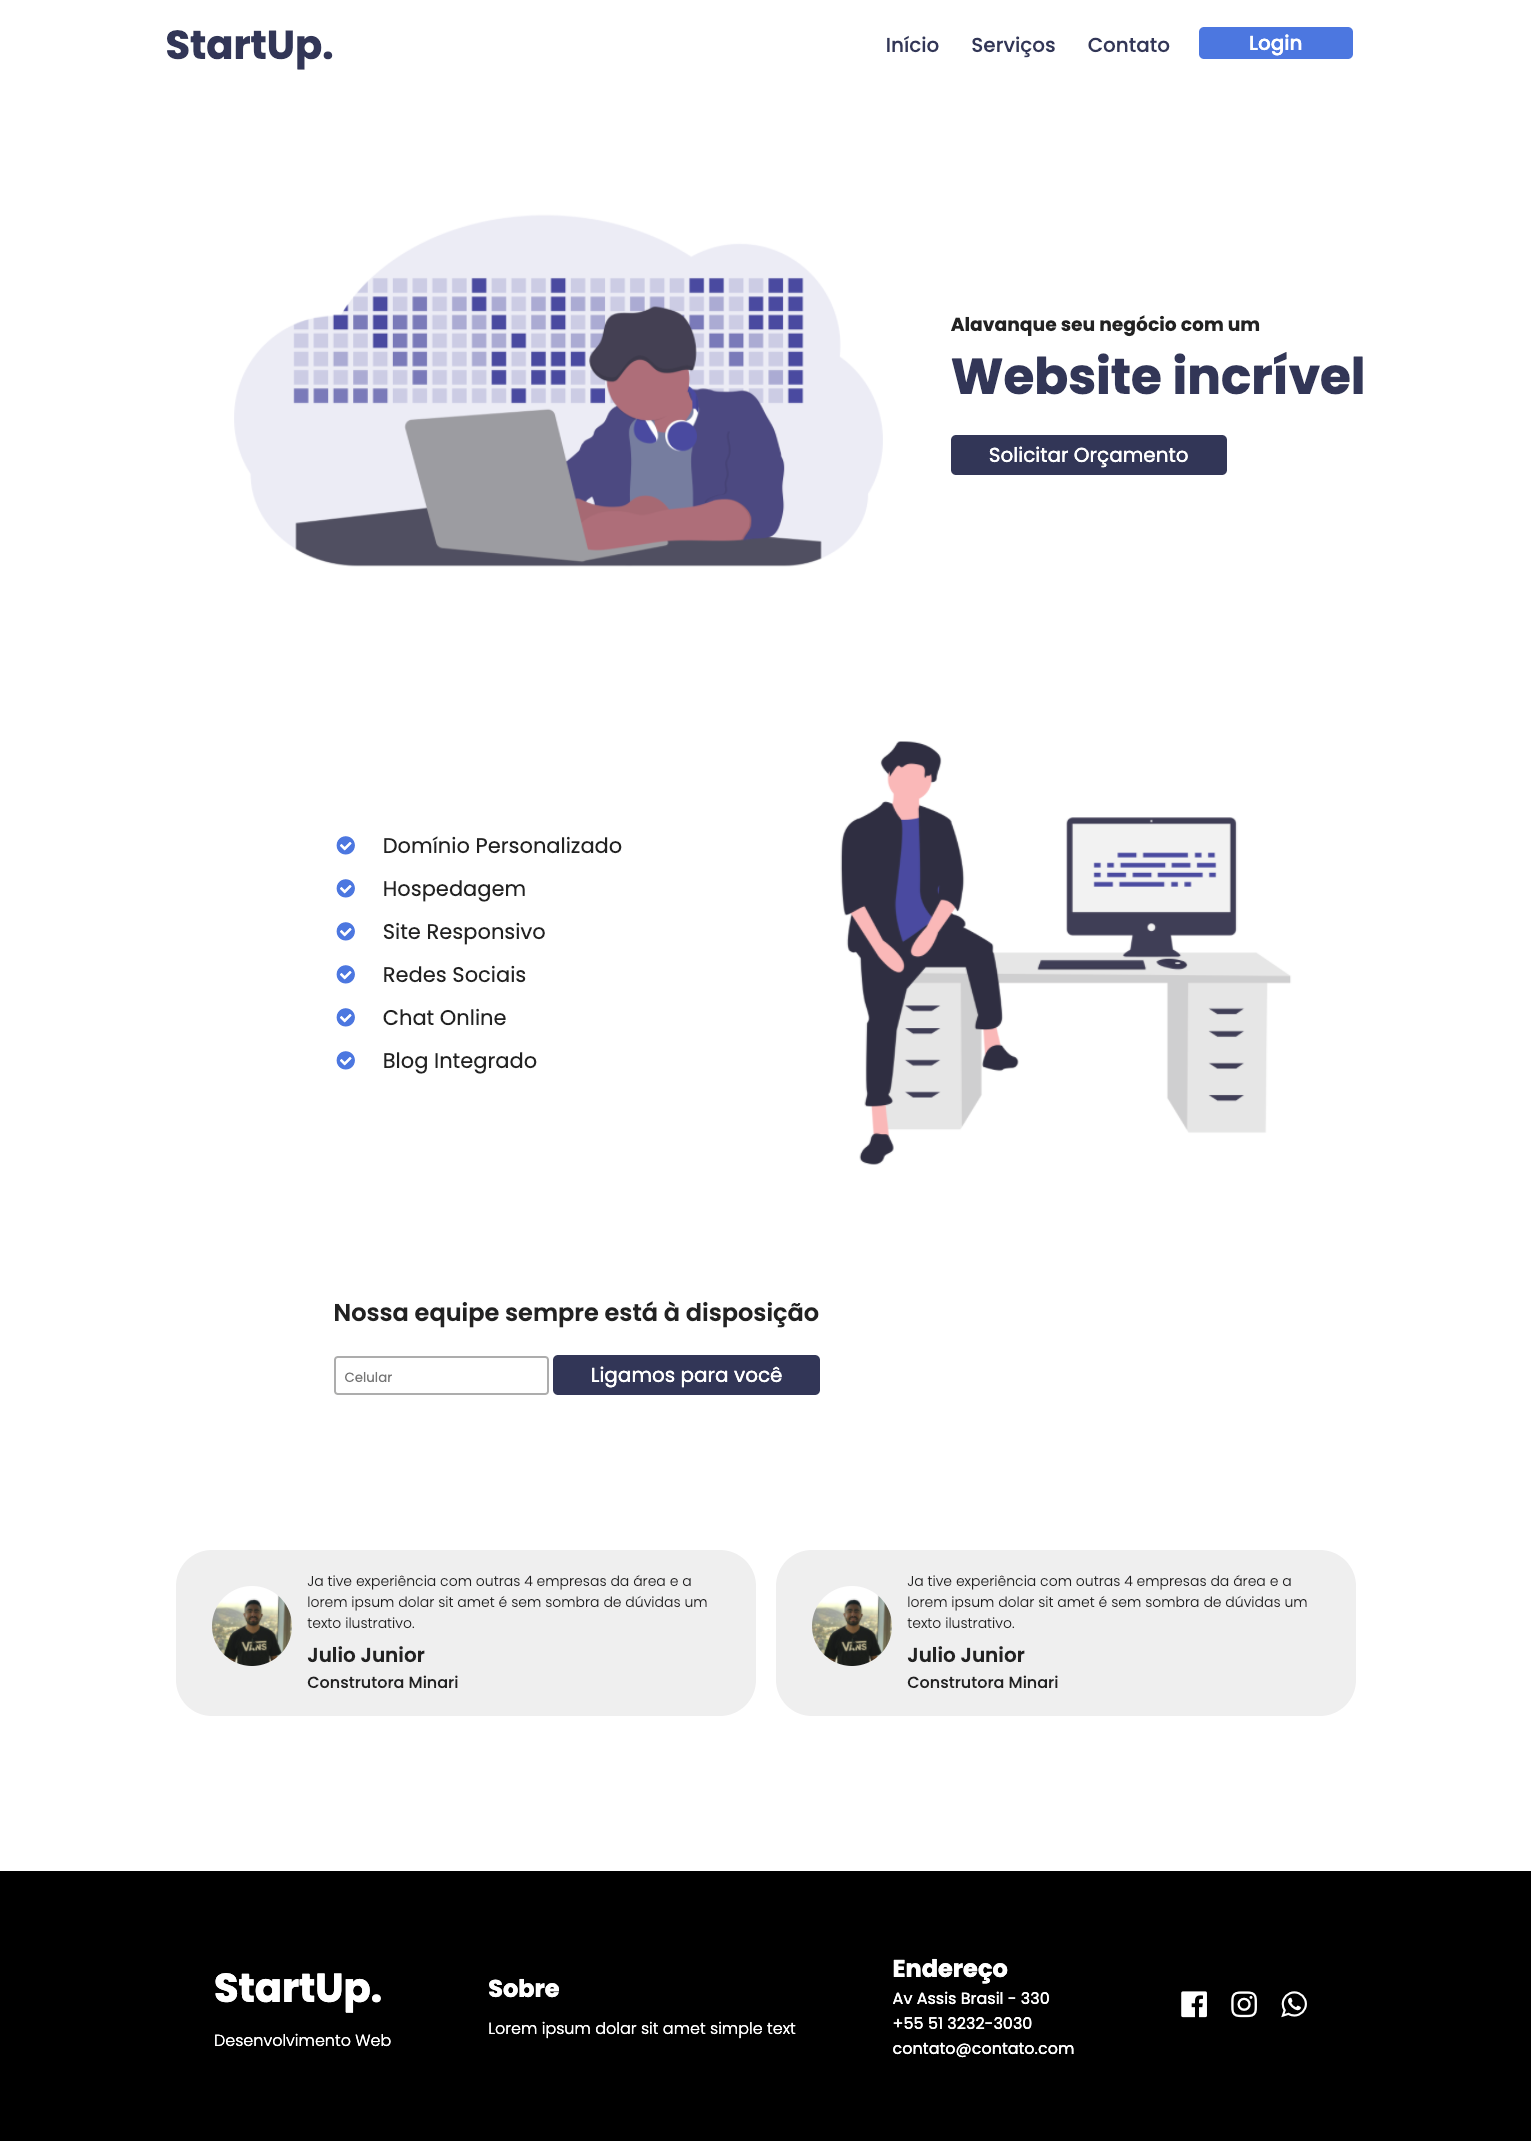 StartUp.
Início Serviços Contato Login
Alavanque seu negócio com um
Website incrível
Solicitar Orçamento
Domínio Personalizado
Hospedagem
Site Responsivo
Redes Sociais
Chat Online
Blog Integrado
Nossa equipe sempre está à disposição
Celular
Ligamos para você
Ja tive experiência com outras 4 empresas da área e a
lorem ipsum dolar sit amet é sem sombra de dúvidas um
texto ilustrativo.
Julio Junior
Construtora Minari
VANS
Ja tive experiência com outras 4 empresas da área e a
lorem ipsum dolar sit amet é sem sombra de dúvidas um
texto ilustrativo.
Julio Junior
Construtora Minari
VANS
StartUp.
Desenvolvimento Web
Sobre
Lorem ipsum dolar sit amet simple text
Endereço
Av Assis Brasil - 330
+55 51 3232-3030
contato@contato.com